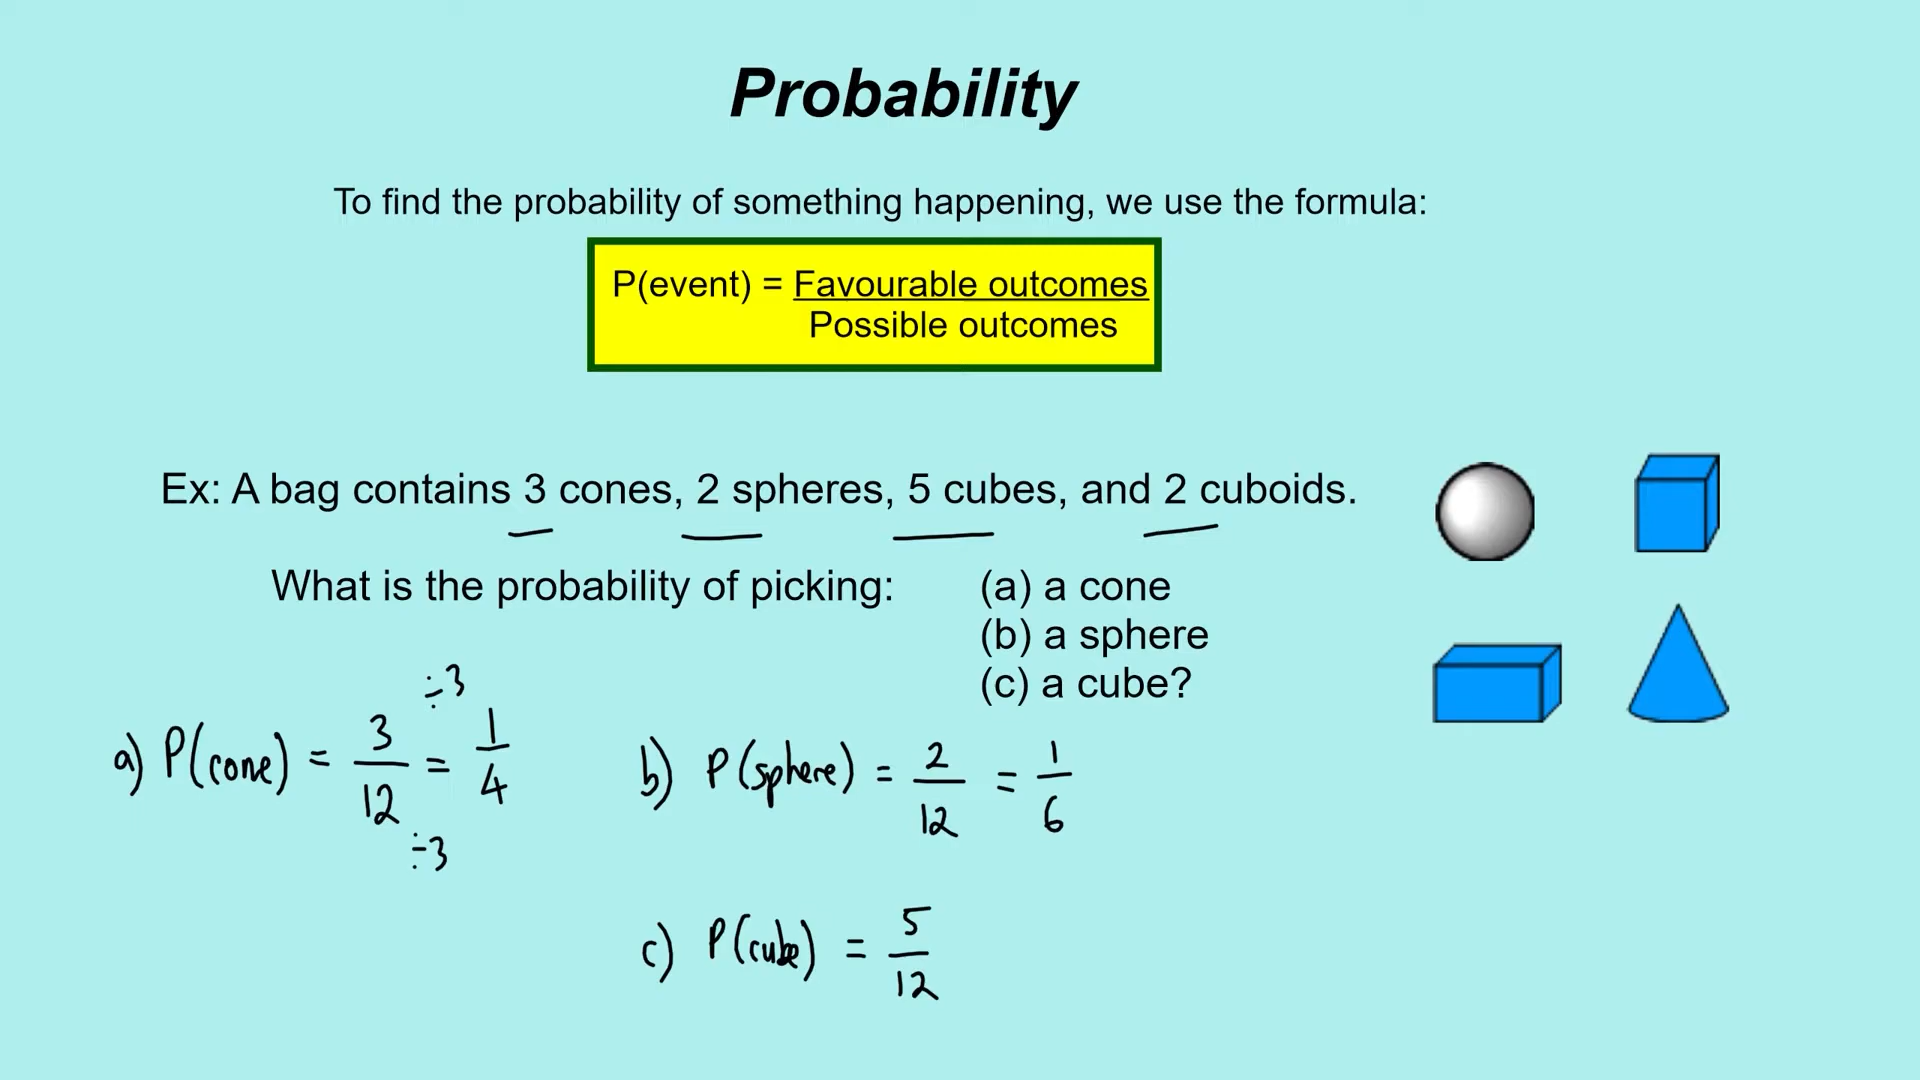 Probability
To find the probability of something happening, we use the formula:
P(event) = Favourable outcomes
Possible outcomes
Ex: A bag contains 3 cones, 2 spheres, 5 cubes, and 2 cuboids.
What is the probability of picking: (a) a cone
(b) a sphere
(c) a cube?
÷3
a) P(cone) = 3/12 = 1/4
÷3
b) P(sphere) = 2/12 = 1/6
c) P(cube) = 5/12